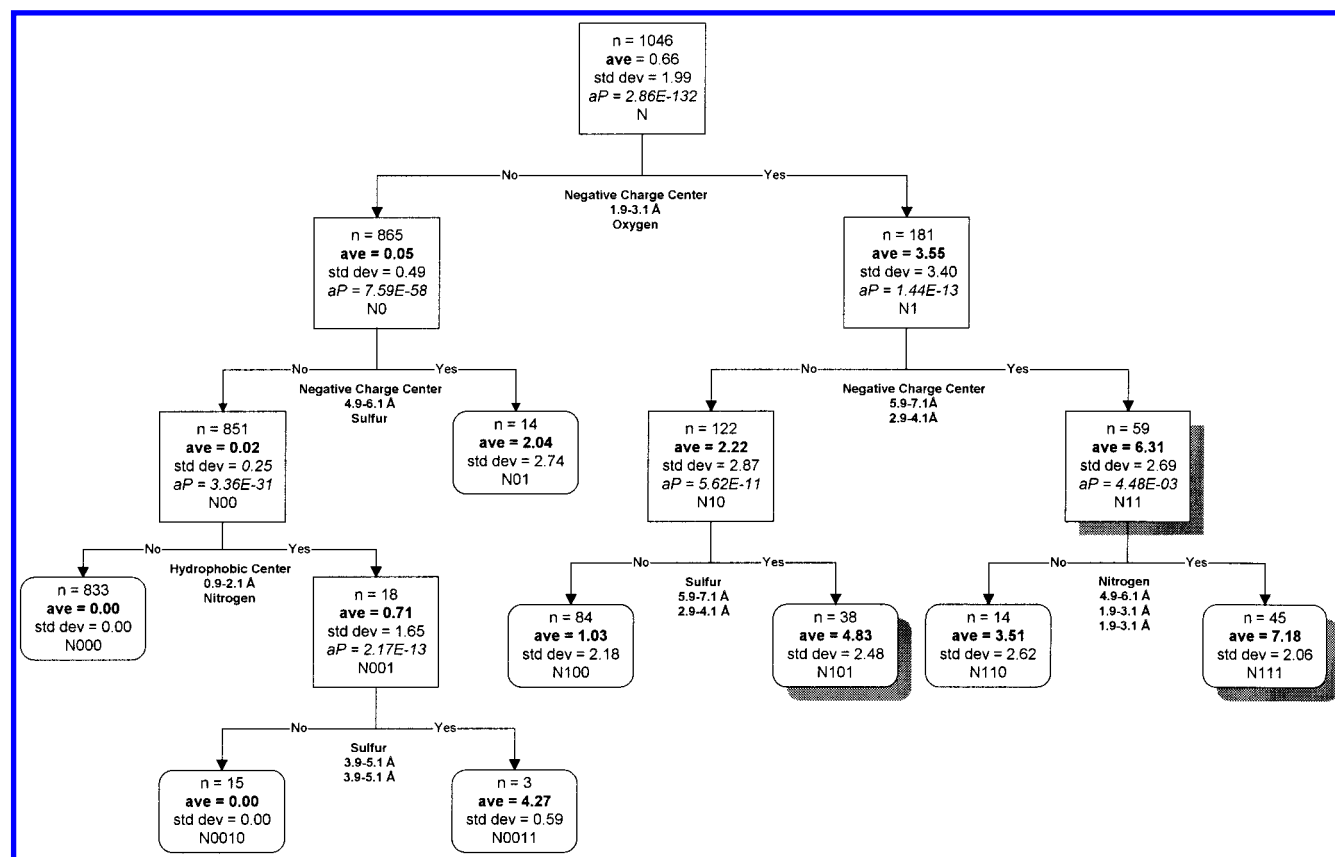 n = 1046
ave = 0.66
std dev = 1.99
aP = 2.86E-132
N
No
Yes
Negative Charge Center
1.9-3.1 Å
Oxygen
n = 865
ave = 0.05
std dev = 0.49
aP = 7.59E-58
N0
n = 181
ave = 3.55
std dev = 3.40
aP = 1.44E-13
N1
No
Yes
Negative Charge Center
4.9-6.1 Å
Sulfur
No
Yes
Negative Charge Center
5.9-7.1Å
2.9-4.1 Å
n = 851
ave = 0.02
std dev = 0.25
aP = 3.36E-31
N00
n = 14
ave = 2.04
std dev = 2.74
N01
n = 122
ave = 2.22
std dev = 2.87
aP = 5.62E-11
N10
n = 59
ave = 6.31
std dev = 2.69
aP = 4.48E-03
N11
No
Yes
Hydrophobic Center
0.9-2.1 Å
Nitrogen
No
Yes
Sulfur
5.9-7.1 Å
2.9-4.1 Å
No
Yes
Nitrogen
4.9-6.1 Å
1.9-3.1 Å
1.9-3.1 Å
n = 833
ave = 0.00
std dev = 0.00
N000
n = 18
ave = 0.71
std dev = 1.65
aP = 2.17E-13
N001
n = 84
ave = 1.03
std dev = 2.18
N100
n = 38
ave = 4.83
std dev = 2.48
N101
n = 14
ave = 3.51
std dev = 2.62
N110
n = 45
ave = 7.18
std dev = 2.06
N111
No
Yes
Sulfur
3.9-5.1 Å
3.9-5.1 Å
n = 15
ave = 0.00
std dev = 0.00
N0010
n = 3
ave = 4.27
std dev = 0.59
N0011